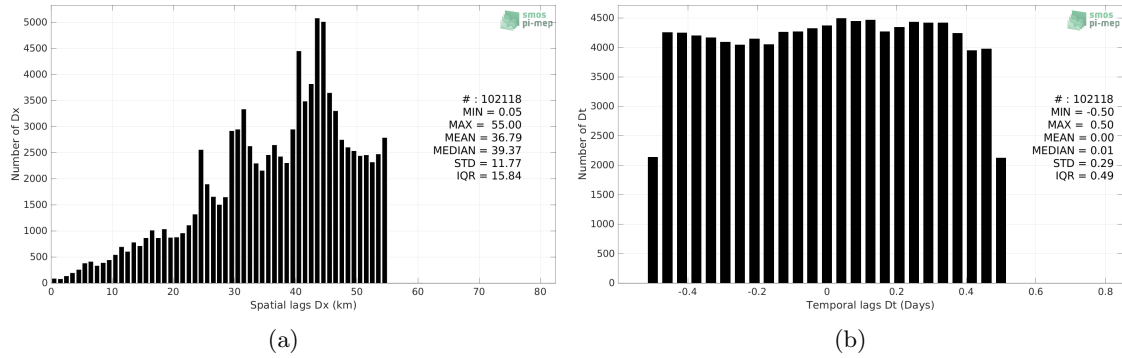 smos
pi-mep
5000
4500
4000
3500
3000
2500
2000
1500
1000
500
0
Number of Dx
# : 102118
MIN = 0.05
MAX = 55.00
MEAN = 36.79
MEDIAN = 39.37
STD = 11.77
IQR = 15.84
0 10 20 30 40 50 60 70 80
Spatial lags Dx (km)
(a)
smos
pi-mep
4500
4000
3500
3000
2500
2000
1500
1000
500
0
Number of Dt
# : 102118
MIN = -0.50
MAX = 0.50
MEAN = 0.00
MEDIAN = 0.01
STD = 0.29
IQR = 0.49
-0.4 -0.2 0 0.2 0.4 0.6 0.8
Temporal lags Dt (Days)
(b)